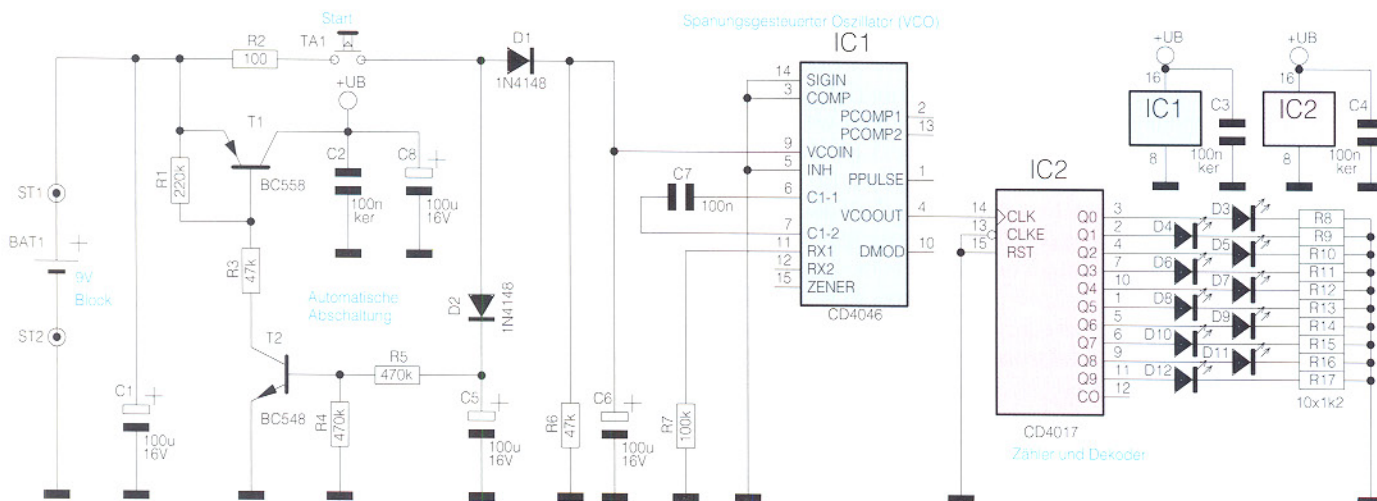 Start
TA1
R2
100
D1
1N4148
+UB
T1
BC558
R1
220k
C2
100n
ker
C8
+
100u
16V
ST1
BAT1
+
9V
Block
ST2
R3
47k
Automatische
Abschaltung
D2
1N4148
T2
BC548
R5
470k
R4
470k
C1
+
100u
16V
C5
+
100u
16V
R6
47k
C6
+
100u
16V
R7
100k
Spanungsgesteuerter Oszillator (VCO)
IC1
14
SIGIN
3
COMP
PCOMP1
2
PCOMP2
13
9
VCOIN
5
INH
PPULSE
1
6
C1-1
VCOOUT
4
7
C1-2
11
RX1
DMOD
10
12
RX2
15
ZENER
CD4046
C7
100n
+UB
16
IC1
8
C3
100n
ker
+UB
16
IC2
8
C4
100n
ker
IC2
14
CLK
13
CLKE
15
RST
Q0
3
Q1
2
Q2
4
Q3
7
Q4
10
Q5
1
Q6
5
Q7
6
Q8
9
Q9
11
CO
12
CD4017
Zähler und Dekoder
D3
D4
D5
D6
D7
D8
D9
D10
D11
D12
R8
R9
R10
R11
R12
R13
R14
R15
R16
R17
10x1k2